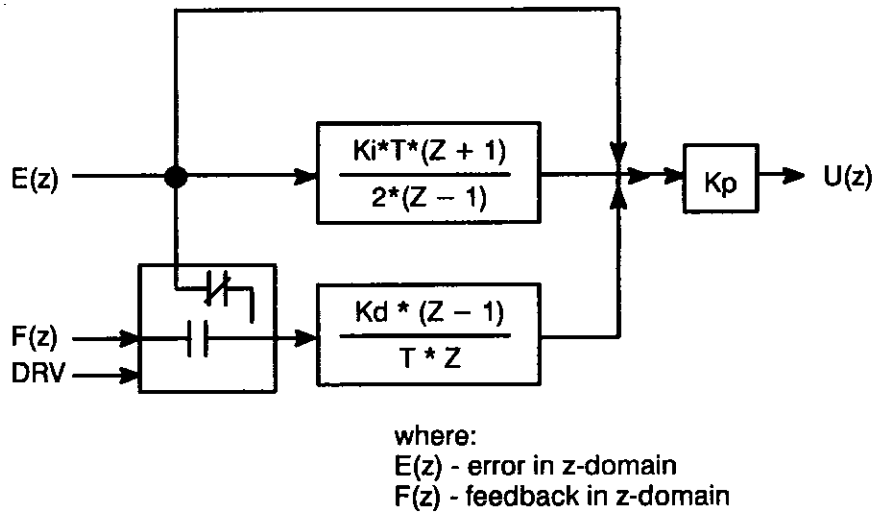 Ki*T*(Z + 1)
2*(Z – 1)
E(z)
Kp
U(z)
Kd * (Z – 1)
T * Z
F(z)
DRV
where:
E(z) - error in z-domain
F(z) - feedback in z-domain